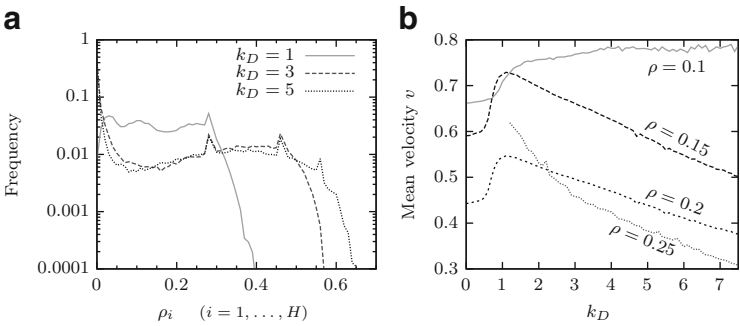 a
1
0.1
0.01
0.001
0.0001
Frequency
k_D = 1
k_D = 3
k_D = 5
0 0.2 0.4 0.6
ρ_i (i = 1, . . . , H)
b
0.8
0.7
0.6
0.5
0.4
0.3
Mean velocity v
ρ = 0.1
ρ = 0.15
ρ = 0.2
ρ = 0.25
0 1 2 3 4 5 6 7
k_D